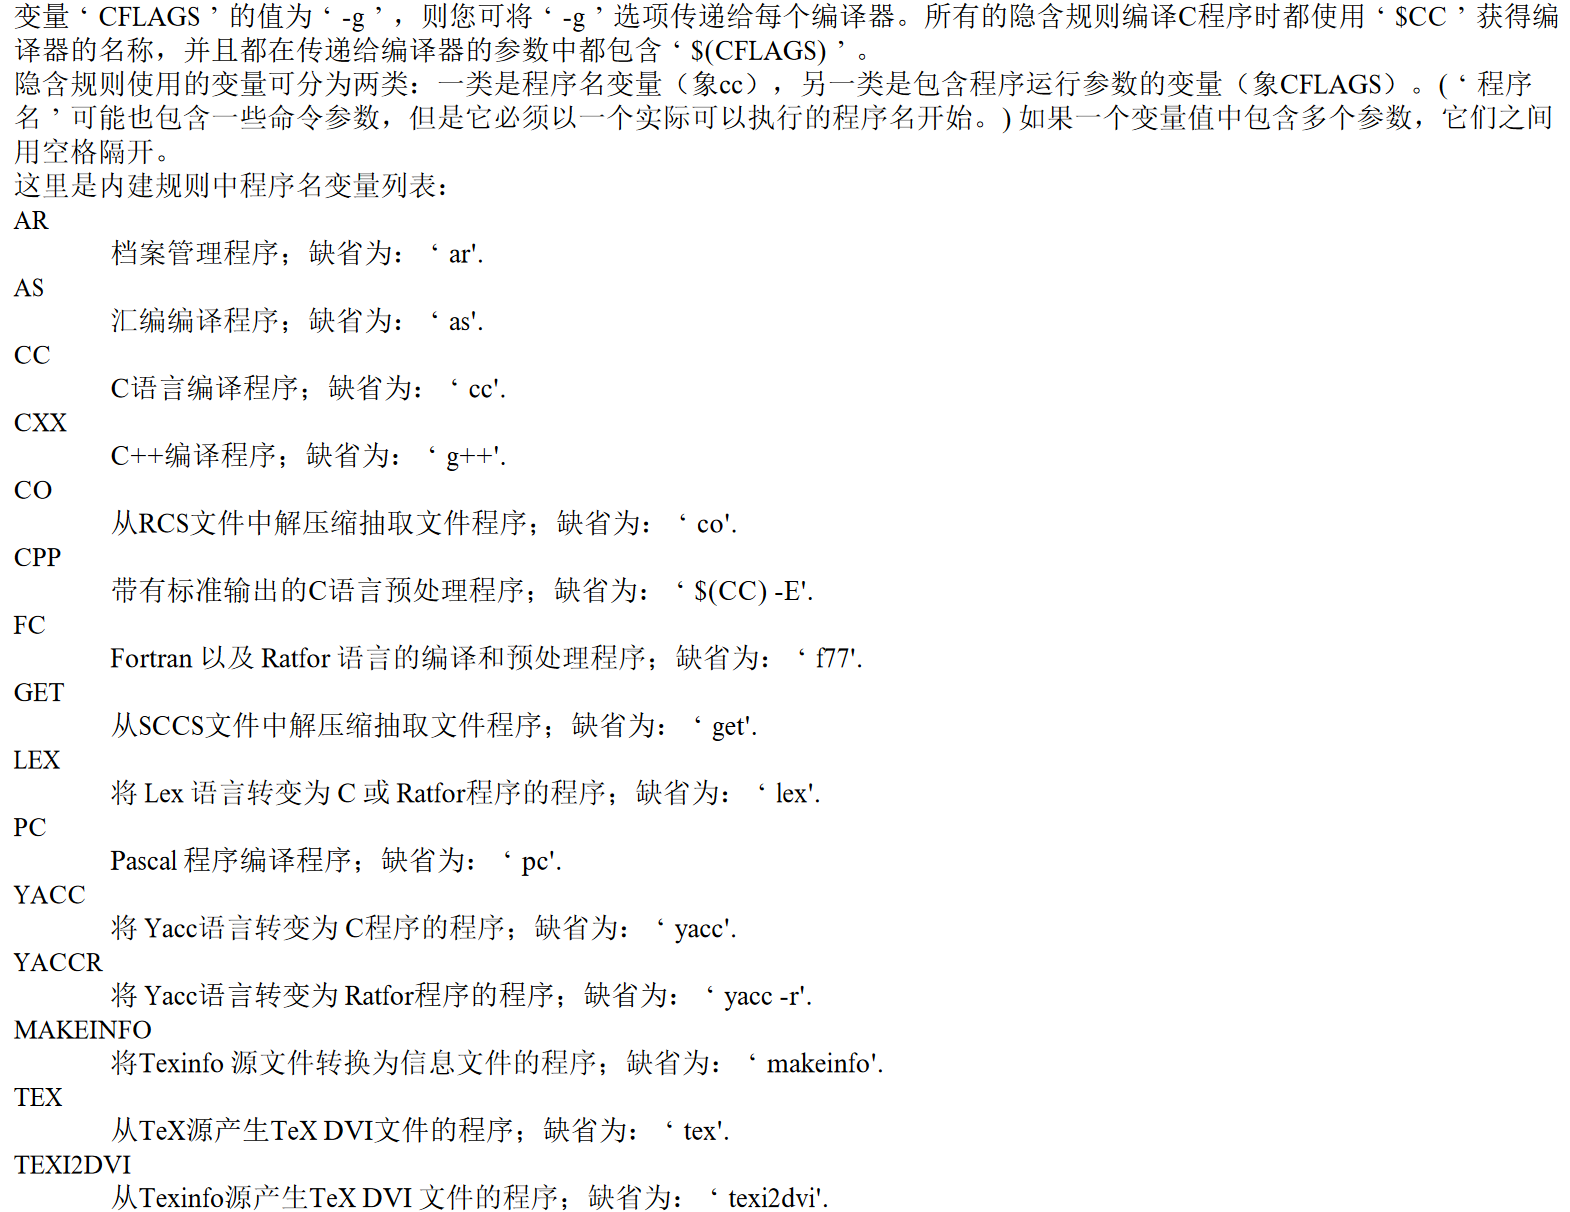 变量‘ CFLAGS ’的值为‘ -g ’，则您可将‘ -g ’选项传递给每个编译器。所有的隐含规则编译C程序时都使用‘ $CC ’获得编
译器的名称，并且都在传递给编译器的参数中都包含‘ $(CFLAGS) ’。
隐含规则使用的变量可分为两类：一类是程序名变量（象cc），另一类是包含程序运行参数的变量（象CFLAGS）。(‘ 程序
名 ’可能也包含一些命令参数，但是它必须以一个实际可以执行的程序名开始。) 如果一个变量值中包含多个参数，它们之间
用空格隔开。
这里是内建规则中程序名变量列表：
AR
档案管理程序；缺省为：‘ ar'.
AS
汇编编译程序；缺省为：‘ as'.
CC
C语言编译程序；缺省为：‘ cc'.
CXX
C++编译程序；缺省为：‘ g++'.
CO
从RCS文件中解压缩抽取文件程序；缺省为：‘ co'.
CPP
带有标准输出的C语言预处理程序；缺省为：‘ $(CC) -E'.
FC
Fortran 以及 Ratfor 语言的编译和预处理程序；缺省为：‘ f77'.
GET
从SCCS文件中解压缩抽取文件程序；缺省为：‘ get'.
LEX
将 Lex 语言转变为 C 或 Ratfor程序的程序；缺省为：‘ lex'.
PC
Pascal 程序编译程序；缺省为：‘ pc'.
YACC
将 Yacc语言转变为 C程序的程序；缺省为：‘ yacc'.
YACCR
将 Yacc语言转变为 Ratfor程序的程序；缺省为：‘ yacc -r'.
MAKEINFO
将Texinfo 源文件转换为信息文件的程序；缺省为：‘ makeinfo'.
TEX
从TeX源产生TeX DVI文件的程序；缺省为：‘ tex'.
TEXI2DVI
从Texinfo源产生TeX DVI 文件的程序；缺省为：‘ texi2dvi'.